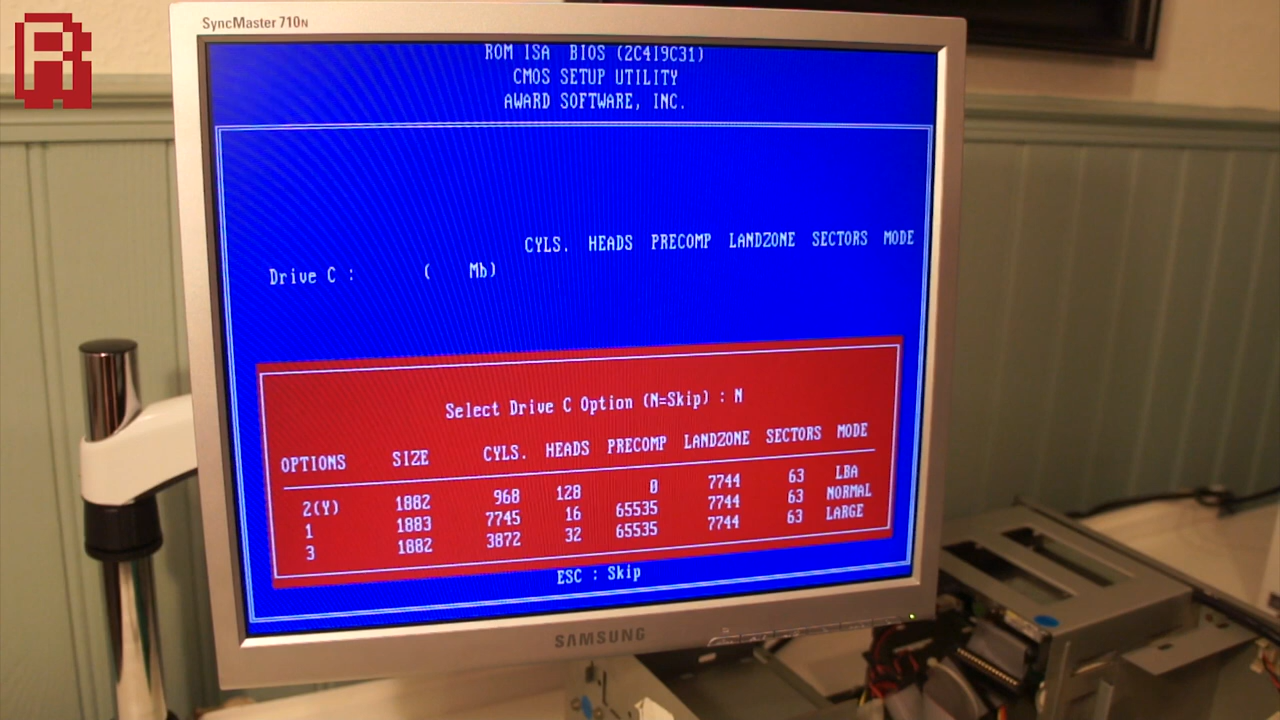 R
SyncMaster 710N
ROM ISA BIOS (2C4I9C31)
CMOS SETUP UTILITY
AWARD SOFTWARE, INC.
CYLS. HEADS PRECOMP LANDZONE SECTORS MODE
Drive C : ( Mb)
Select Drive C Option (N=Skip) : N
OPTIONS SIZE CYLS. HEADS PRECOMP LANDZONE SECTORS MODE
2(Y) 1882 968 128 0 7744 63 LBA
1 1883 7745 16 65535 7744 63 NORMAL
3 1882 3872 32 65535 7744 63 LARGE
ESC : Skip
SAMSUNG